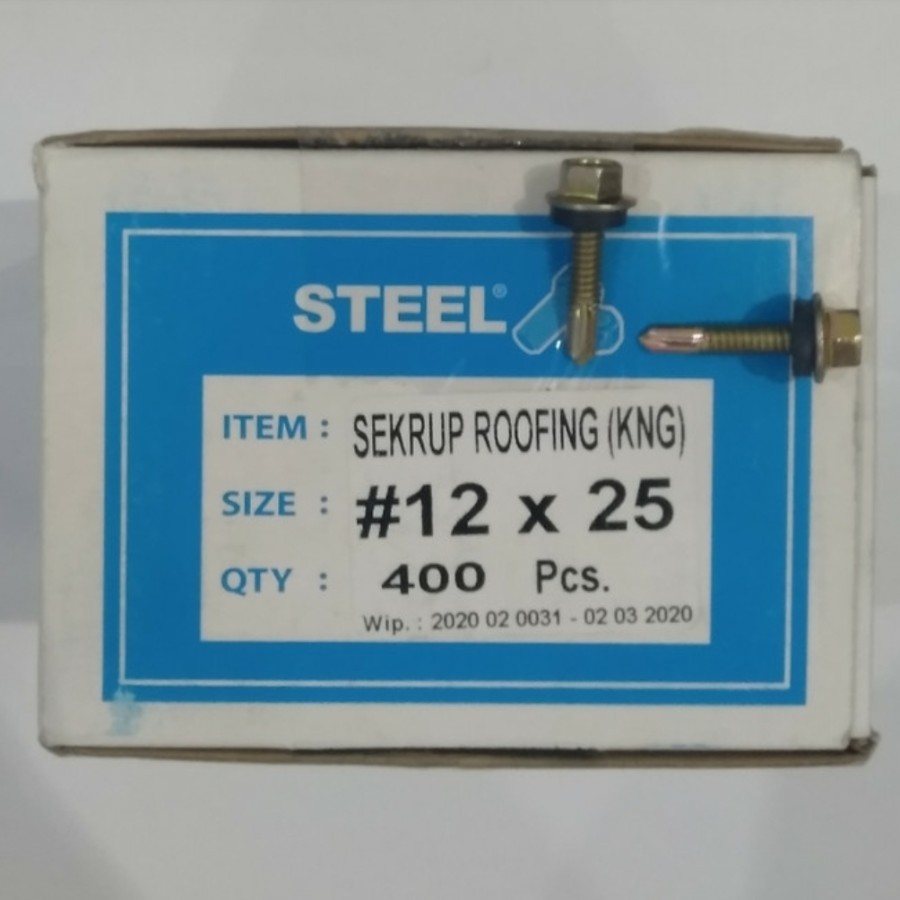 STEEL®
ITEM : SEKRUP ROOFING (KNG)
SIZE : #12 x 25
QTY : 400 Pcs.
Wip. : 2020 02 0031 - 02 03 2020